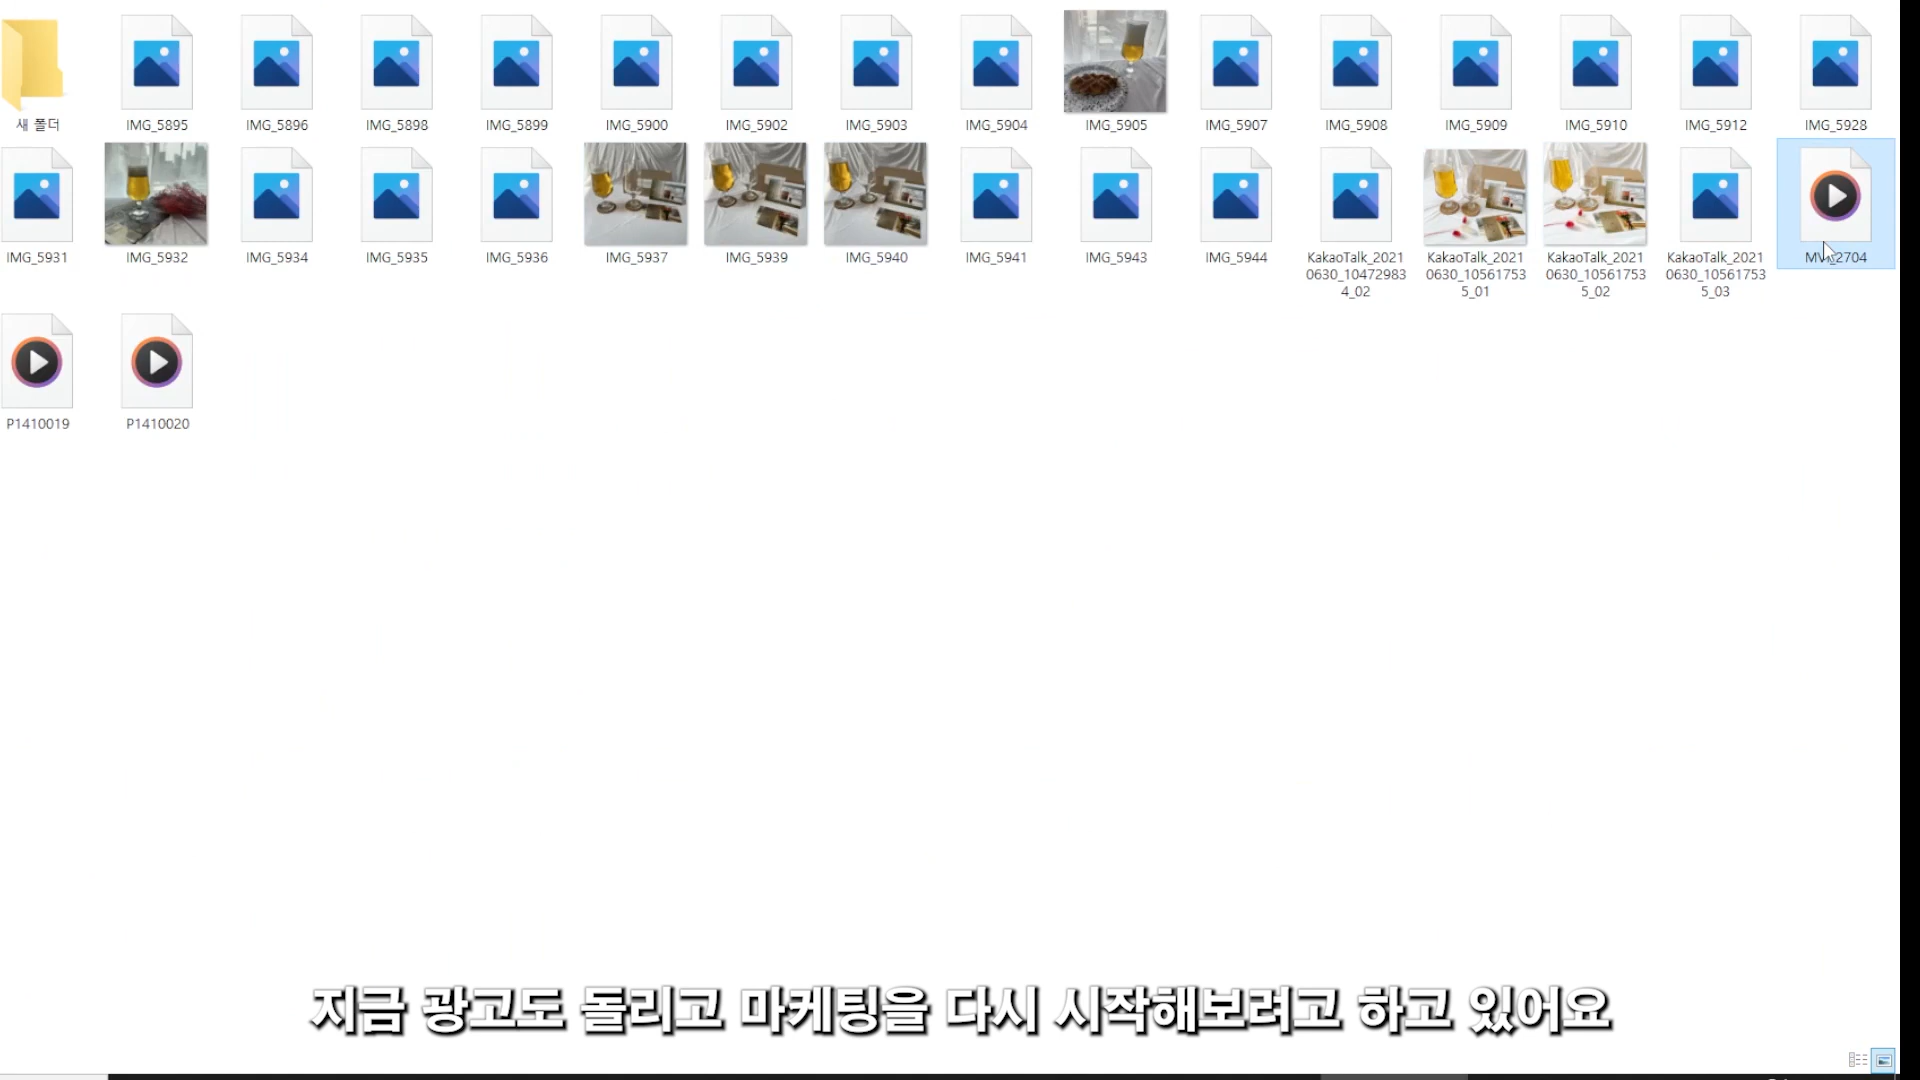 새 폴더
IMG_5895
IMG_5896
IMG_5898
IMG_5899
IMG_5900
IMG_5902
IMG_5903
IMG_5904
IMG_5905
IMG_5907
IMG_5908
IMG_5909
IMG_5910
IMG_5912
IMG_5928
IMG_5931
IMG_5932
IMG_5934
IMG_5935
IMG_5936
IMG_5937
IMG_5939
IMG_5940
IMG_5941
IMG_5943
IMG_5944
KakaoTalk_2021
0630_10472983
4_02
KakaoTalk_2021
0630_10561753
5_01
KakaoTalk_2021
0630_10561753
5_02
KakaoTalk_2021
0630_10561753
5_03
P1410019
P1410020
지금 광고도 돌리고 마케팅을 다시 시작해보려고 하고 있어요